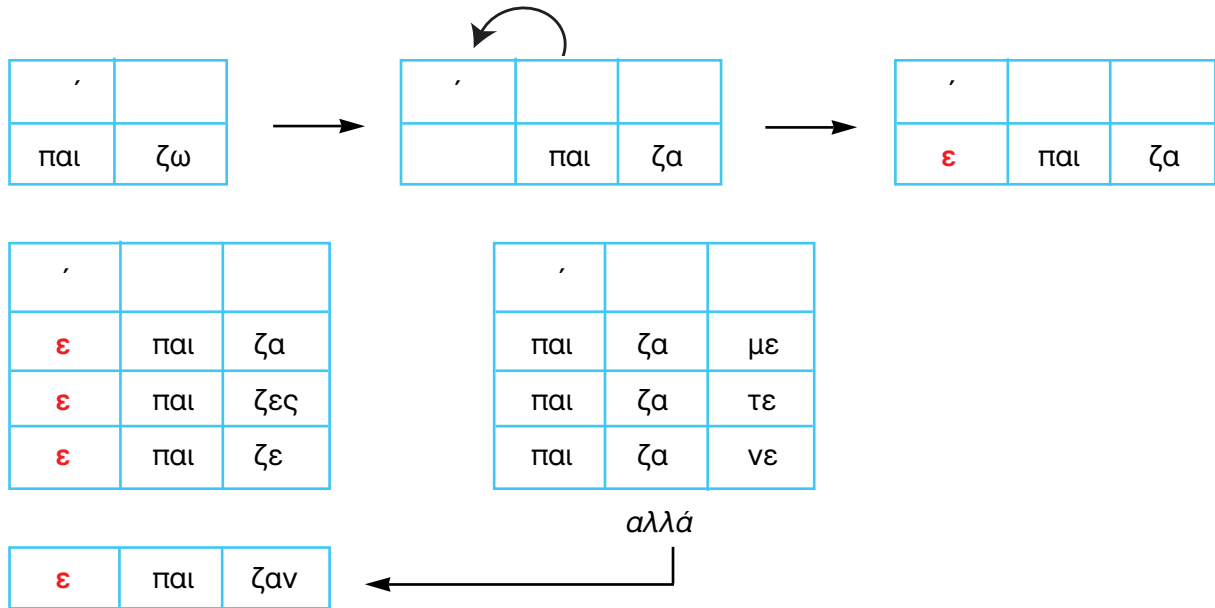 ΄ ΄ ΄
παι ζω παι ζα ε παι ζα
΄ ΄
ε παι ζα παι ζα με
ε παι ζες παι ζα τε
ε παι ζε παι ζα νε
αλλά
ε παι ζαν